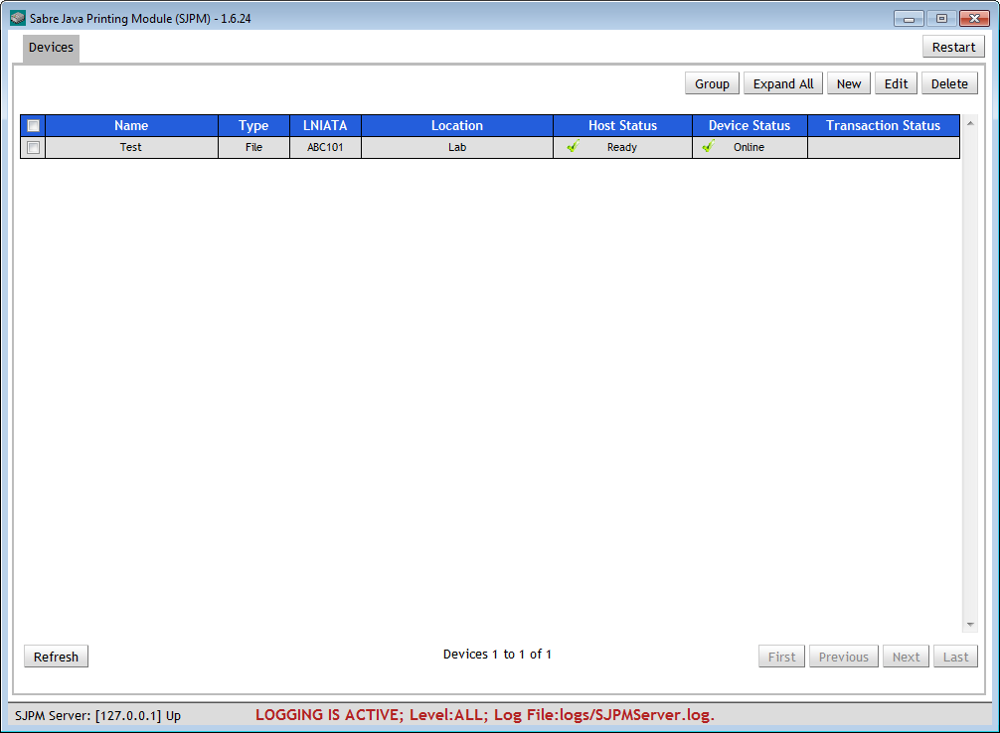 Sabre Java Printing Module (SJPM) - 1.6.24
Devices
Restart
Group Expand All New Edit Delete
Name Type LNIATA Location Host Status Device Status Transaction Status
Test File ABC101 Lab Ready Online
Refresh Devices 1 to 1 of 1 First Previous Next Last
SJPM Server: [127.0.0.1] Up LOGGING IS ACTIVE; Level:ALL; Log File:logs/SJPMServer.log.